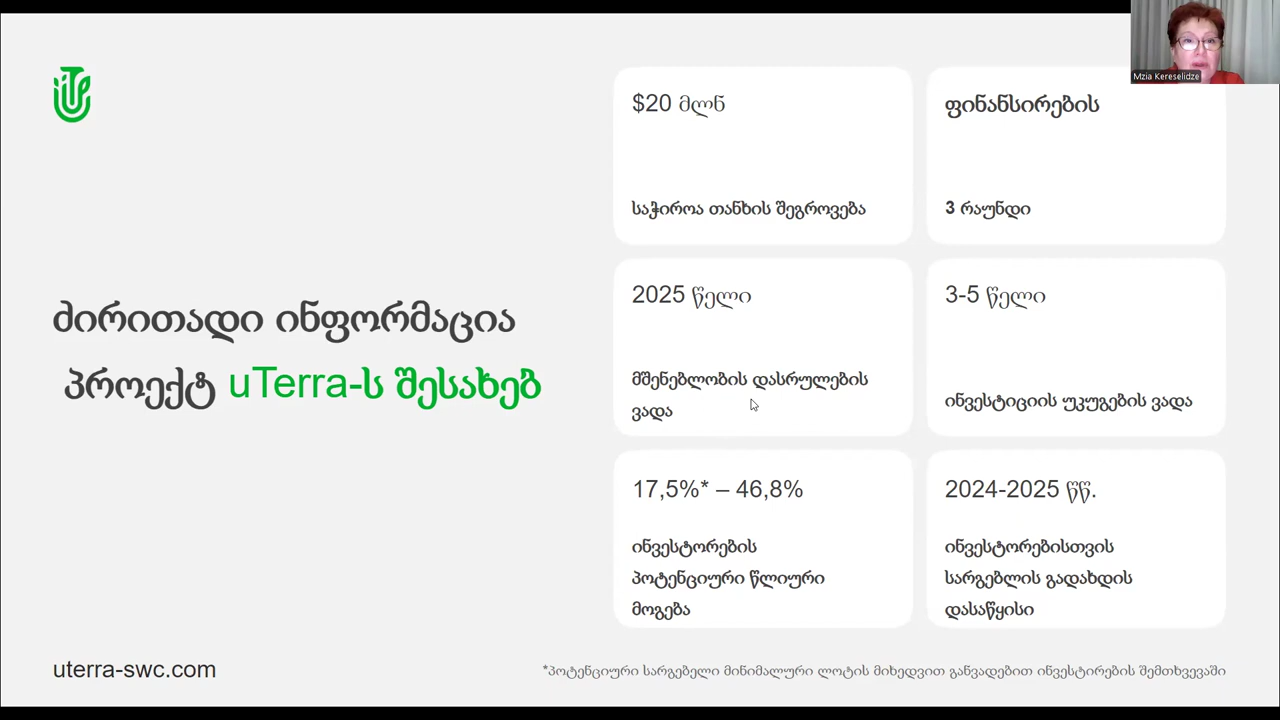 Mzia Kereselidze
ძირითადი ინფორმაცია
პროექტ uTerra-ს შესახებ
$20 მლნ
საჭიროა თანხის შეგროვება
ფინანსირების
3 რაუნდი
2025 წელი
მშენებლობის დასრულების
ვადა
3-5 წელი
ინვესტიციის უკუგების ვადა
17,5%* – 46,8%
ინვესტორების
პოტენციური წლიური
მოგება
2024-2025 წწ.
ინვესტორებისთვის
სარგებლის გადახდის
დასაწყისი
uterra-swc.com
*პოტენციური სარგებელი მინიმალური ლოტის მიხედვით განვადებით ინვესტირების შემთხვევაში